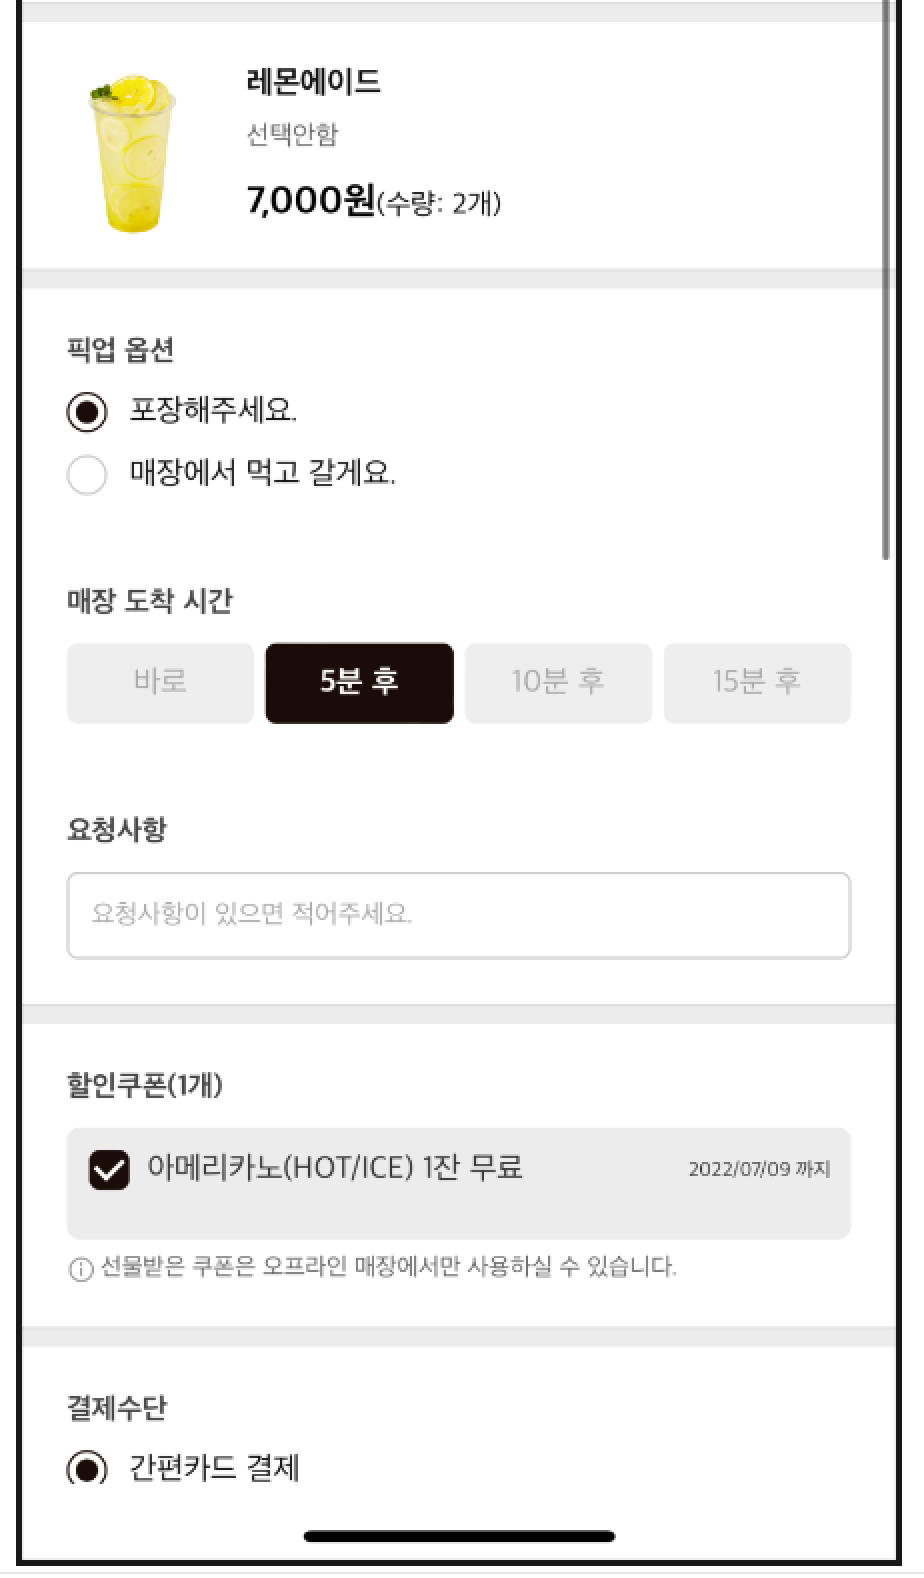 레몬에이드
선택안함
7,000원(수량: 2개)
픽업 옵션
포장해주세요.
매장에서 먹고 갈게요.
매장 도착 시간
바로 5분 후 10분 후 15분 후
요청사항
요청사항이 있으면 적어주세요.
할인쿠폰(1개)
아메리카노(HOT/ICE) 1잔 무료 2022/07/09 까지
선물받은 쿠폰은 오프라인 매장에서만 사용하실 수 있습니다.
결제수단
간편카드 결제